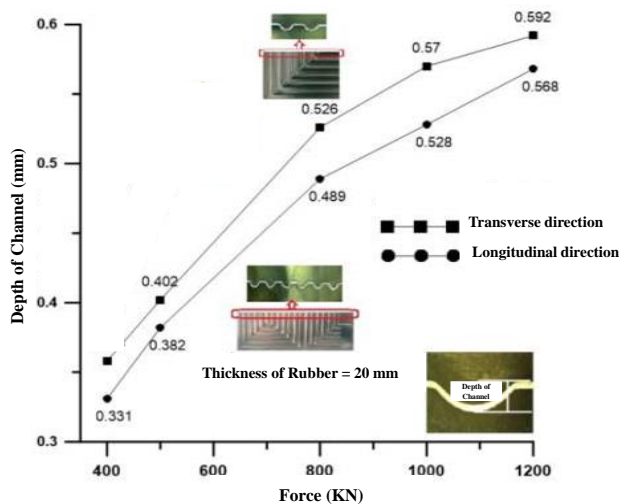 0.6
0.592
0.57
0.568
0.526
0.528
0.5
0.489
Transverse direction
Longitudinal direction
Depth of Channel (mm)
0.402
0.4
0.382
Thickness of Rubber = 20 mm
Depth of
Channel
0.331
0.3
400
600
800
1000
1200
Force (KN)